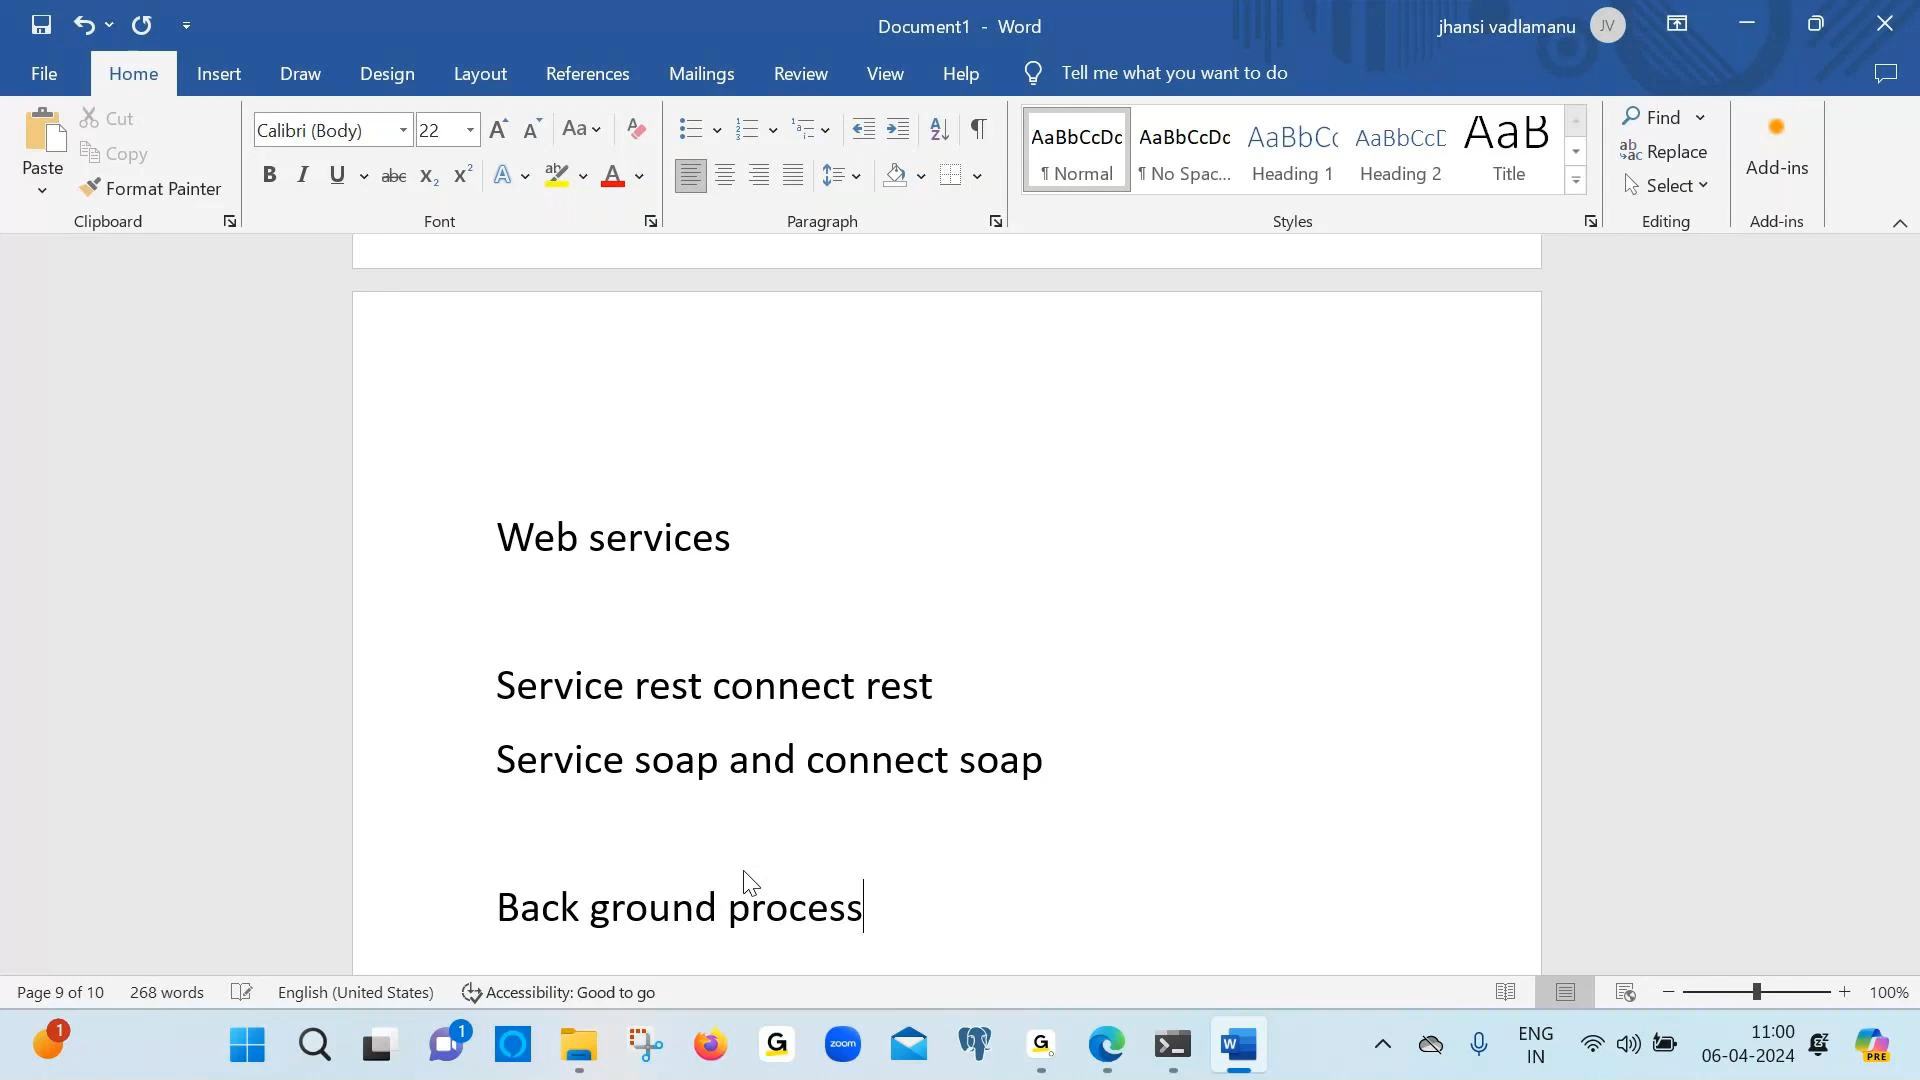 Document1 - Word
jhansi vadlamanu
JV
File
Home
Insert
Draw
Design
Layout
References
Mailings
Review
View
Help
Tell me what you want to do
Paste
Cut
Copy
Format Painter
Clipboard
Calibri (Body)
22
Font
Paragraph
AaBbCcDc
¶ Normal
AaBbCcDc
¶ No Spac...
AaBbCc
Heading 1
AaBbCcD
Heading 2
AaB
Title
Styles
Find
Replace
Select
Editing
Add-ins
Add-ins
Web services
Service rest connect rest
Service soap and connect soap
Back ground process
Page 9 of 10
268 words
English (United States)
Accessibility: Good to go
100%
1
1
zoom
ENG
IN
11:00
06-04-2024
PRE